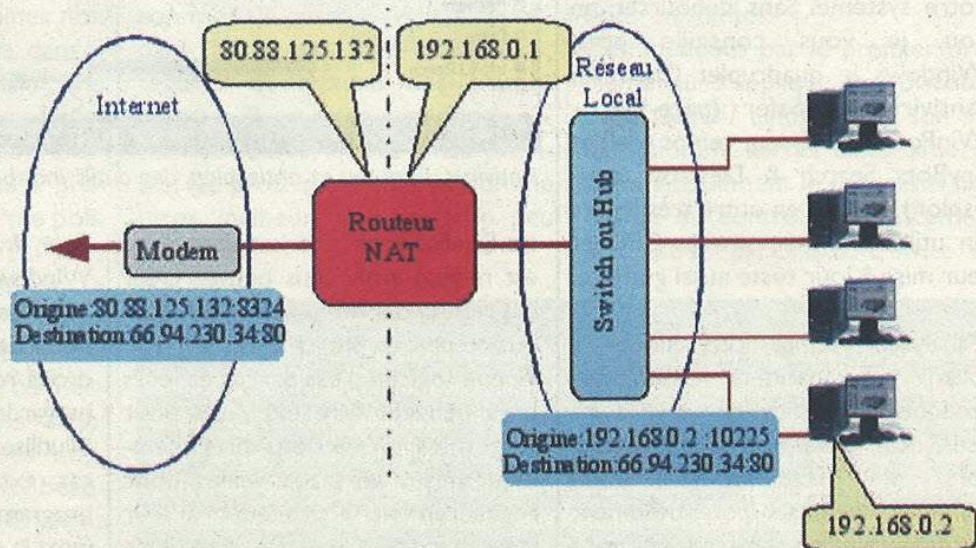 80.88.125.132
192.168.0.1
Internet
Réseau
Local
Routeur
NAT
Modem
Switch ou Hub
Origine:80.88.125.132:8324
Destination:66.94.230.34:80
Origine:192.168.0.2 :10225
Destination:66.94.230.34:80
192.168.0.2